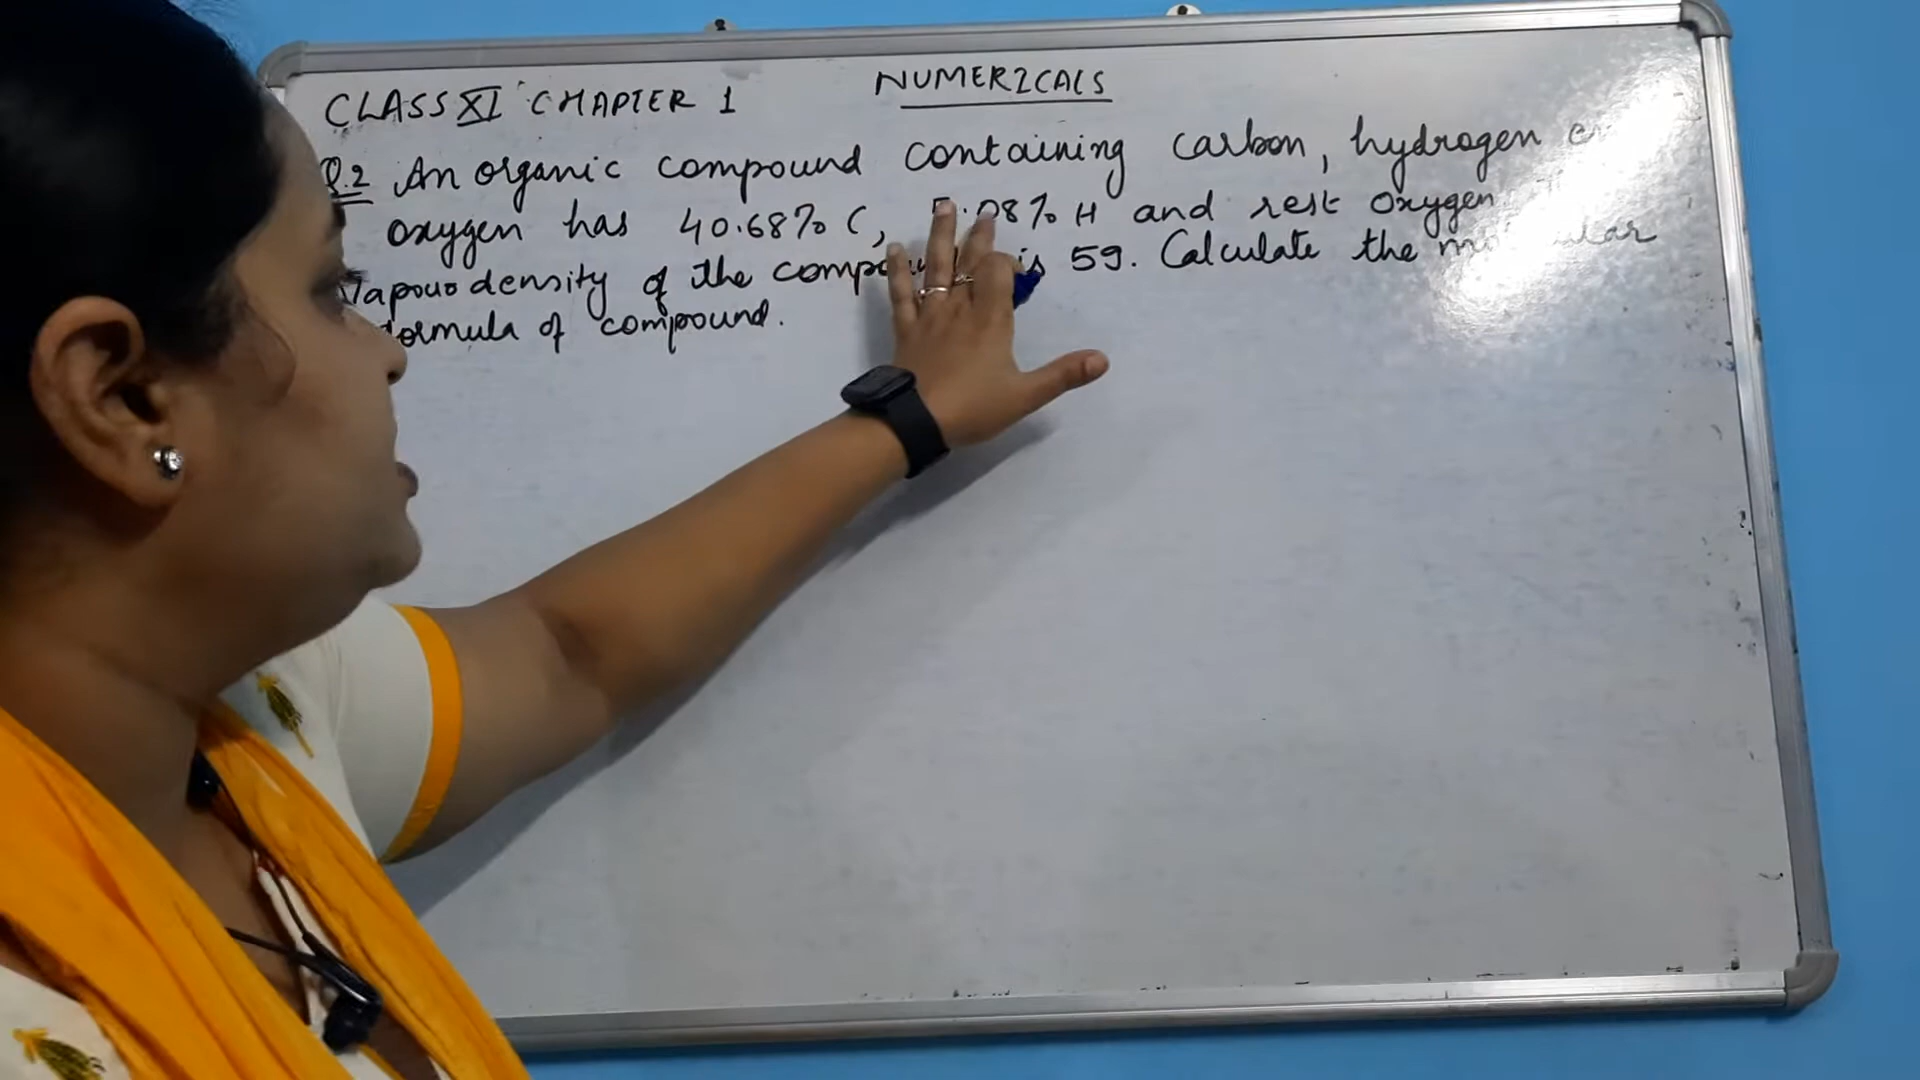 CLASS XI CHAPTER 1
NUMERICALS
Q.2 An organic compound containing carbon, hydrogen
oxygen has 40.68% C, 5.08% H and rest oxygen
Vapour density of the compound is 59. Calculate the molecular
formula of compound.